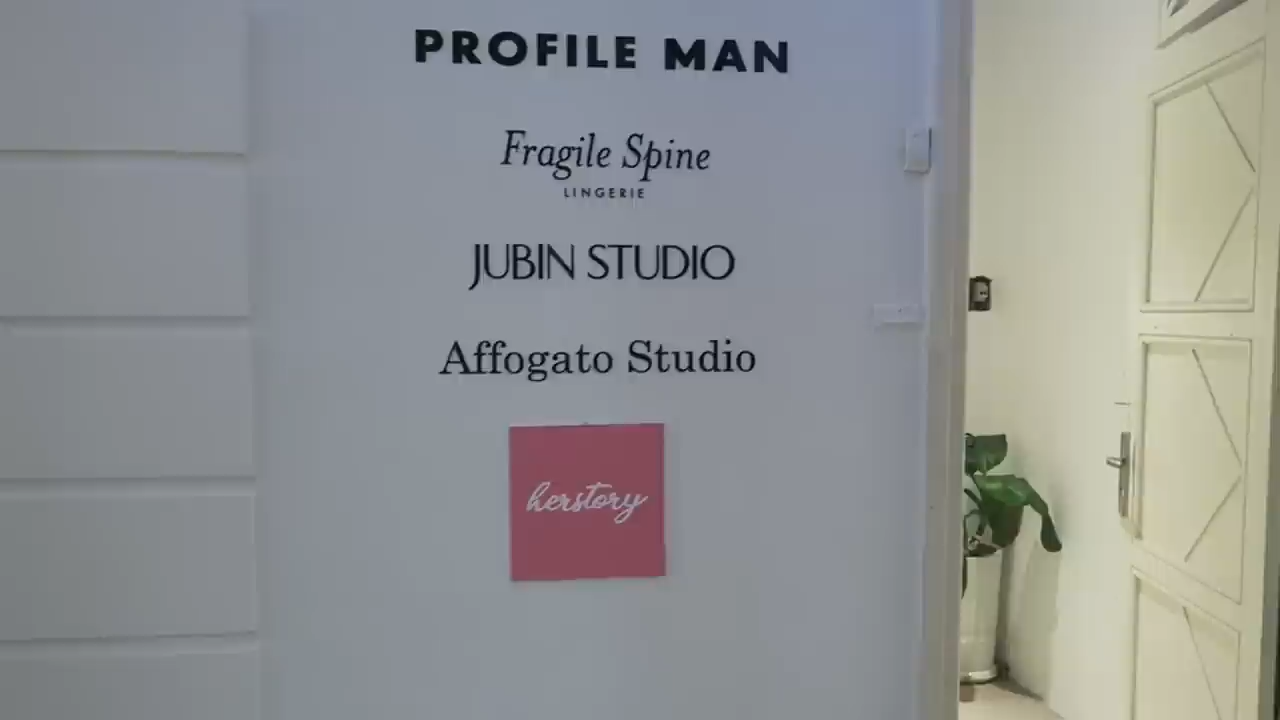 PROFILE MAN
Fragile Spine
LINGERIE
JUBIN STUDIO
Affogato Studio
herstory